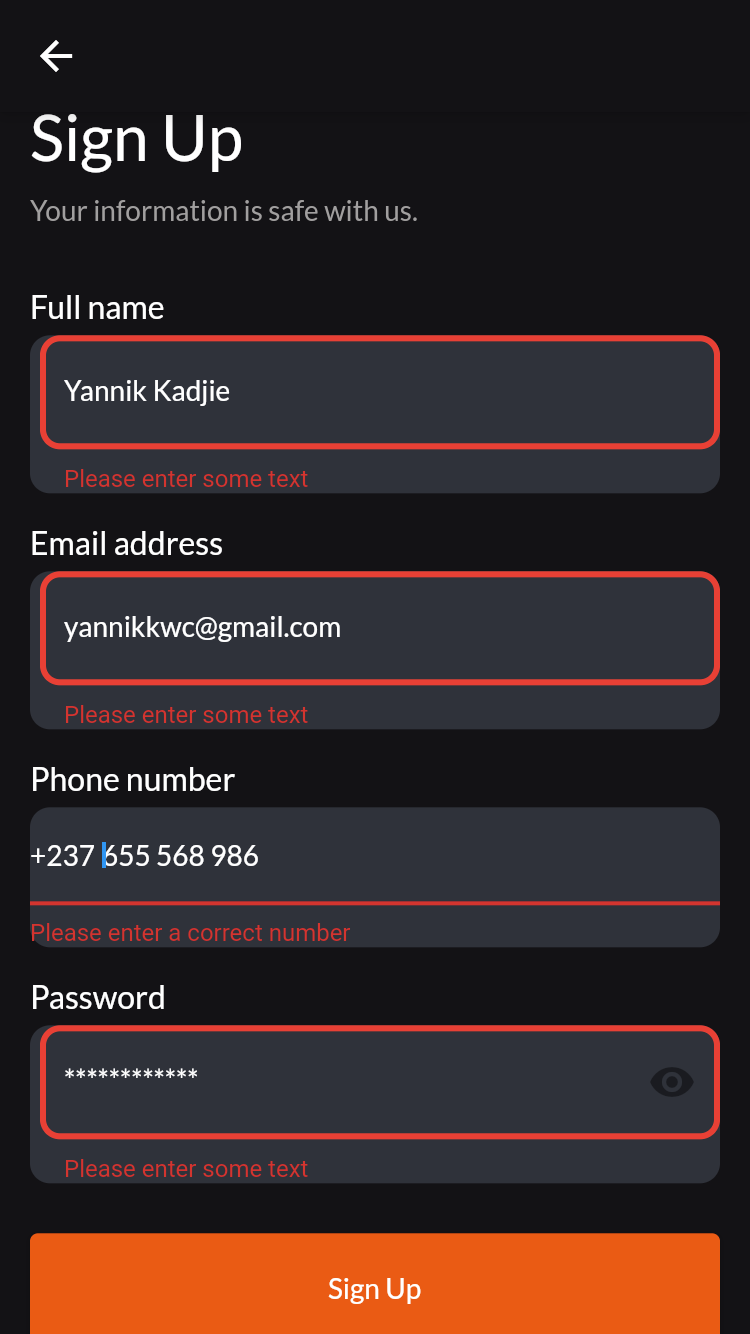 Sign Up
Your information is safe with us.
Full name
Yannik Kadjie
Please enter some text
Email address
yannikkwc@gmail.com
Please enter some text
Phone number
+237 655 568 986
Please enter a correct number
Password
************
Please enter some text
Sign Up